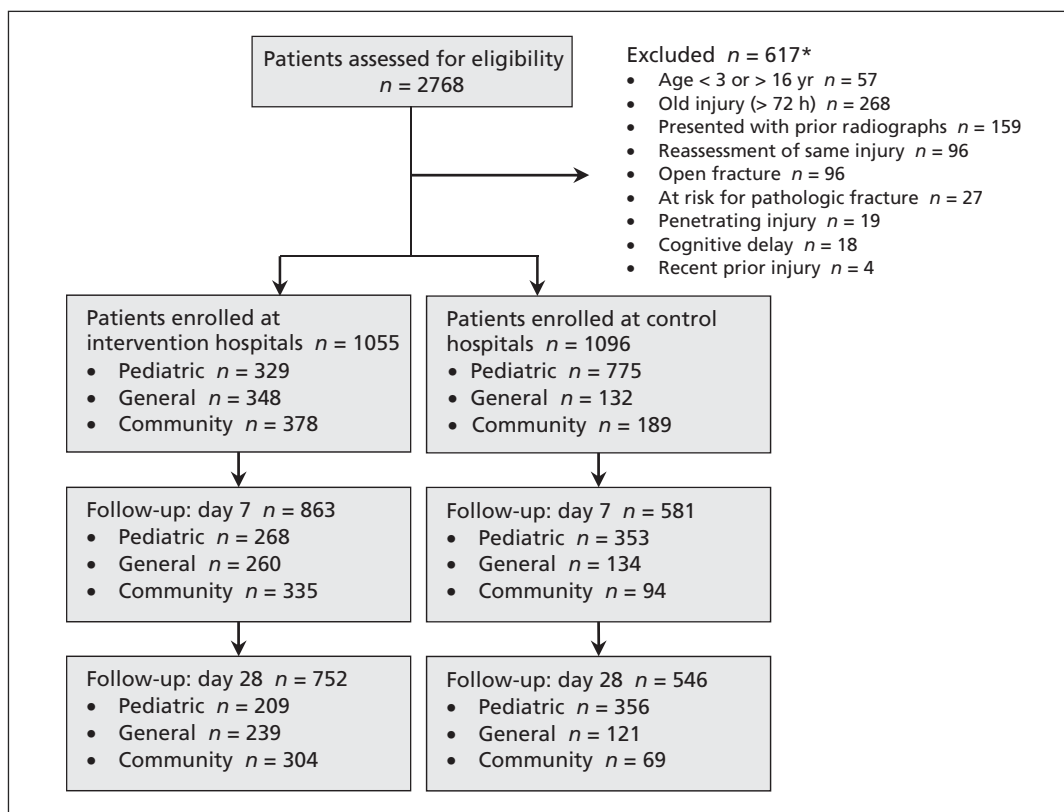 Patients assessed for eligibility
n = 2768
Excluded n = 617*
• Age < 3 or > 16 yr n = 57
• Old injury (> 72 h) n = 268
• Presented with prior radiographs n = 159
• Reassessment of same injury n = 96
• Open fracture n = 96
• At risk for pathologic fracture n = 27
• Penetrating injury n = 19
• Cognitive delay n = 18
• Recent prior injury n = 4
Patients enrolled at
intervention hospitals n = 1055
• Pediatric n = 329
• General n = 348
• Community n = 378
Patients enrolled at control
hospitals n = 1096
• Pediatric n = 775
• General n = 132
• Community n = 189
Follow-up: day 7 n = 863
• Pediatric n = 268
• General n = 260
• Community n = 335
Follow-up: day 7 n = 581
• Pediatric n = 353
• General n = 134
• Community n = 94
Follow-up: day 28 n = 752
• Pediatric n = 209
• General n = 239
• Community n = 304
Follow-up: day 28 n = 546
• Pediatric n = 356
• General n = 121
• Community n = 69